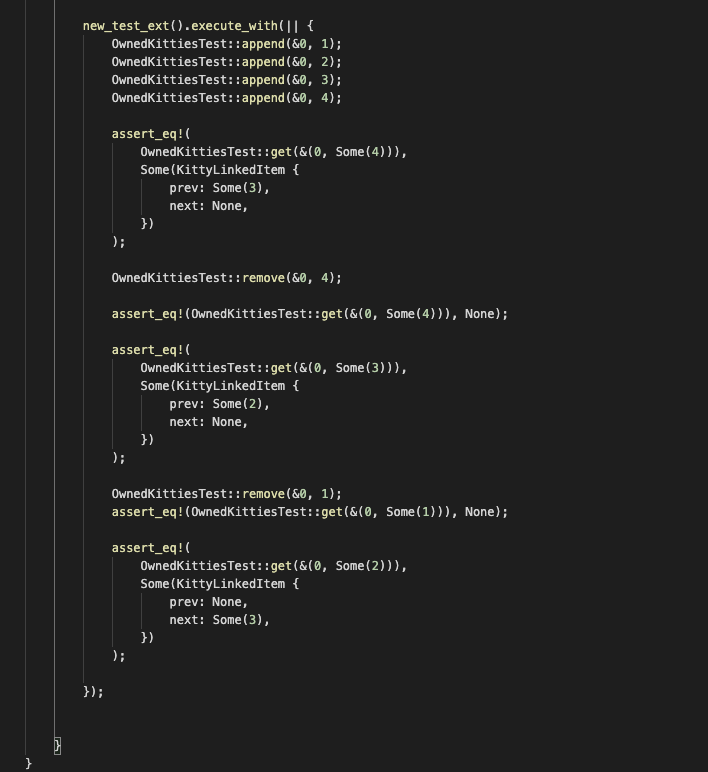 new_test_ext().execute_with(|| {
OwnedKittiesTest::append(&0, 1);
OwnedKittiesTest::append(&0, 2);
OwnedKittiesTest::append(&0, 3);
OwnedKittiesTest::append(&0, 4);
assert_eq!(
OwnedKittiesTest::get(&(0, Some(4))),
Some(KittyLinkedItem {
prev: Some(3),
next: None,
})
);
OwnedKittiesTest::remove(&0, 4);
assert_eq!(OwnedKittiesTest::get(&(0, Some(4))), None);
assert_eq!(
OwnedKittiesTest::get(&(0, Some(3))),
Some(KittyLinkedItem {
prev: Some(2),
next: None,
})
);
OwnedKittiesTest::remove(&0, 1);
assert_eq!(OwnedKittiesTest::get(&(0, Some(1))), None);
assert_eq!(
OwnedKittiesTest::get(&(0, Some(2))),
Some(KittyLinkedItem {
prev: None,
next: Some(3),
})
);
});
}
}